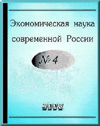 Экономическая наука
современной России
№ 4